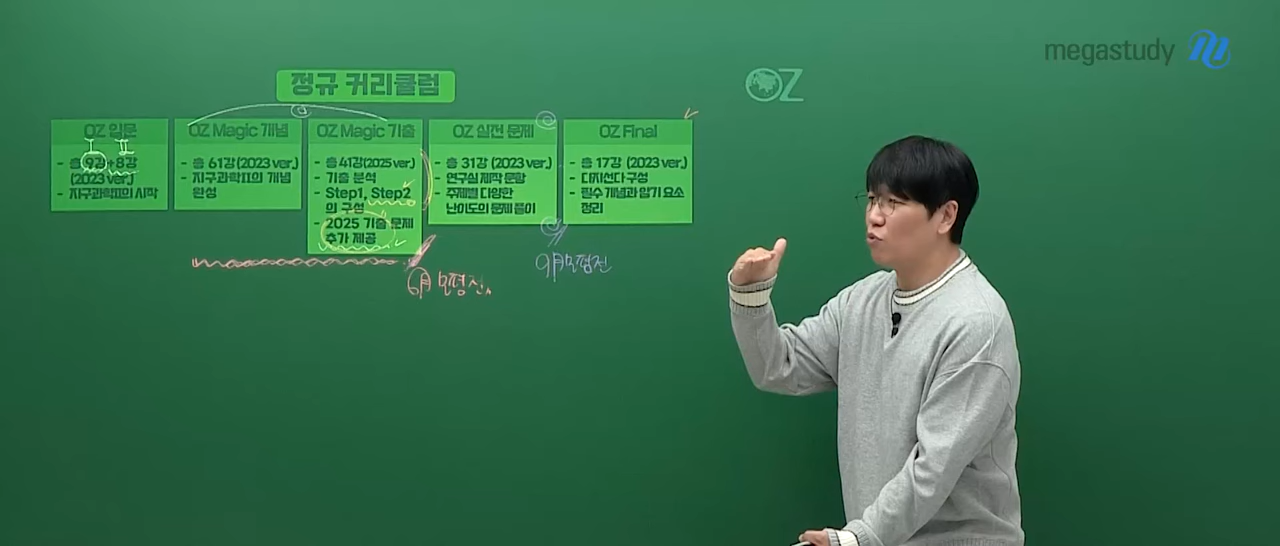 megastudy
정규 커리큘럼
OZ
OZ 입문
I II
- 총 9강+8강
(2023 ver.)
- 지구과학II의 시작
OZ Magic 개념
- 총 61강 (2023 ver.)
- 지구과학II의 개념
완성
OZ Magic 기출
- 총 41강 (2025 ver.)
- 기출 분석
- Step1, Step2
의 구성
- 2025 기출 문제
추가 제공
OZ 실전 문제
- 총 31강 (2023 ver.)
- 연구실 제작 문항
- 주제별 다양한
난이도의 문제 풀이
OZ Final
- 총 17강 (2023 ver.)
- 다지선다 구성
- 필수 개념과 암기 요소
정리
6月 모평 전
9月 모평 전